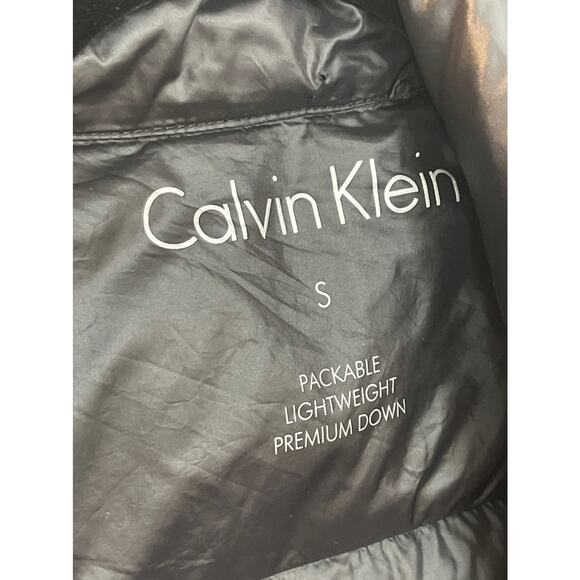 Calvin Klein
S
PACKABLE
LIGHTWEIGHT
PREMIUM DOWN